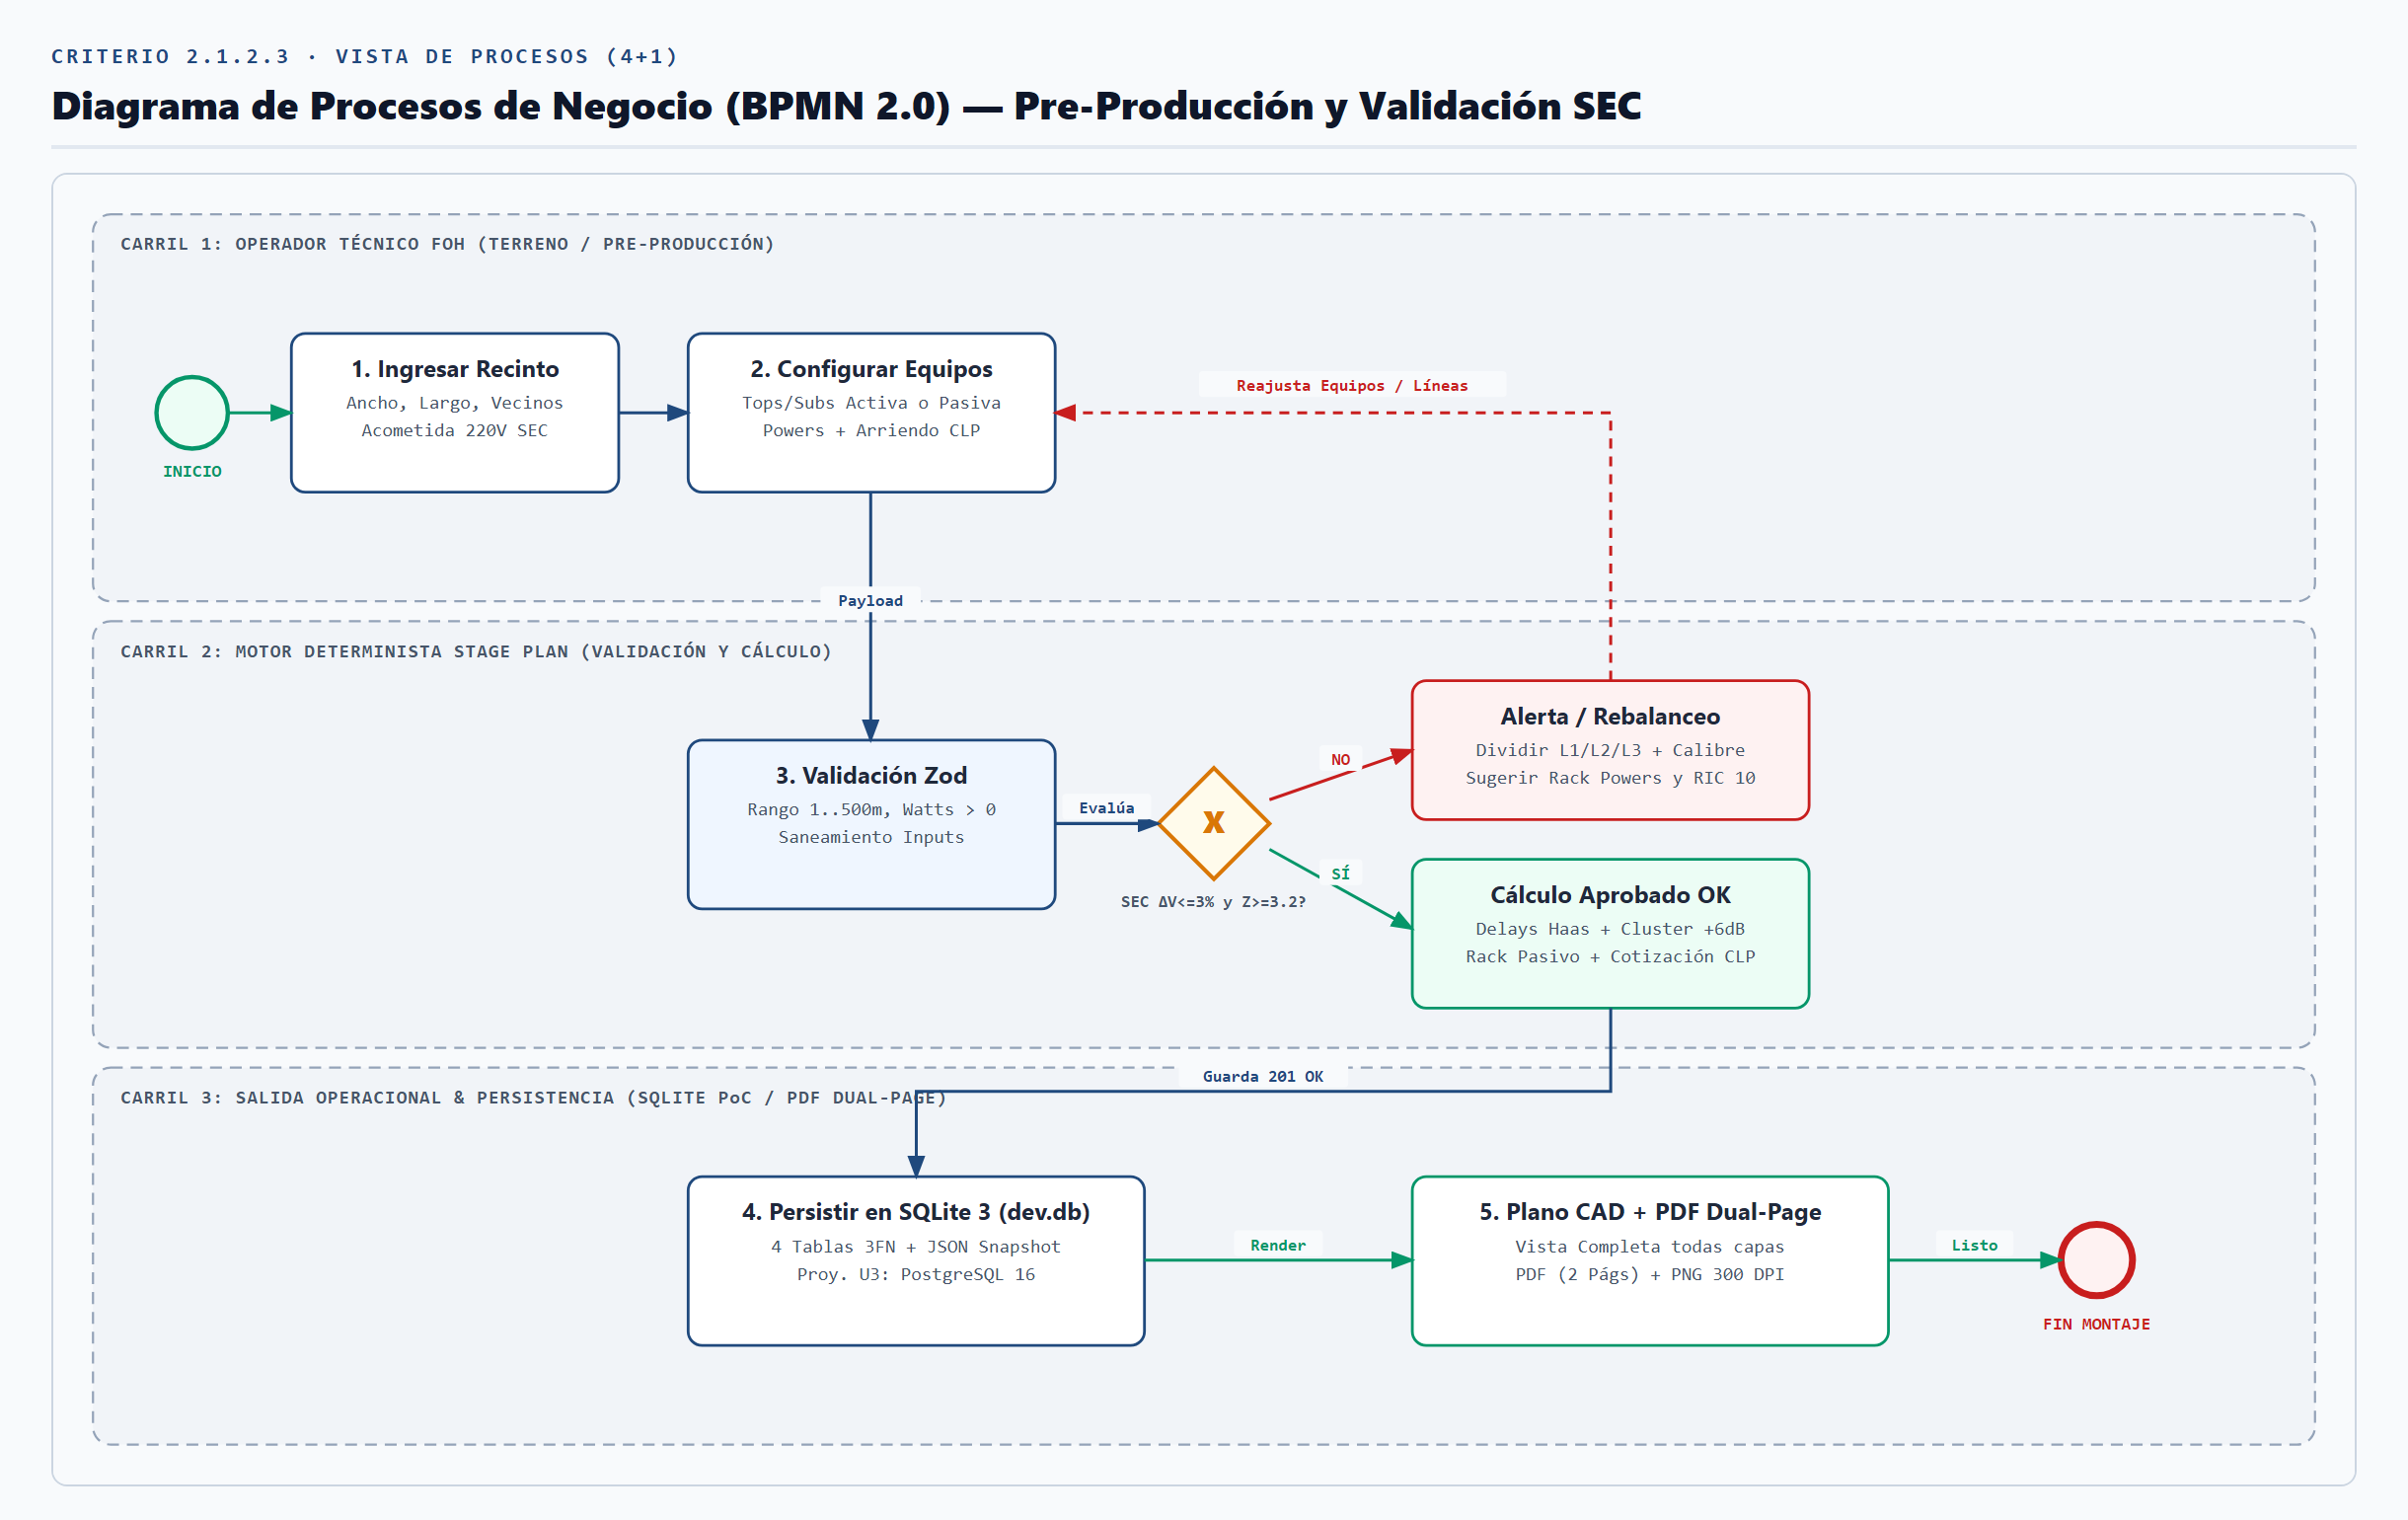 CRITERIO 2.1.2.3 · VISTA DE PROCESOS (4+1)
Diagrama de Procesos de Negocio (BPMN 2.0) — Pre-Producción y Validación SEC
CARRIL 1: OPERADOR TÉCNICO FOH (TERRENO / PRE-PRODUCCIÓN)
INICIO
1. Ingresar Recinto
Ancho, Largo, Vecinos
Acometida 220V SEC
2. Configurar Equipos
Tops/Subs Activa o Pasiva
Powers + Arriendo CLP
Reajusta Equipos / Líneas
Payload
CARRIL 2: MOTOR DETERMINISTA STAGE PLAN (VALIDACIÓN Y CÁLCULO)
3. Validación Zod
Rango 1..500m, Watts > 0
Saneamiento Inputs
Evalúa
X
SEC ΔV<=3% y Z>=3.2?
NO
Alerta / Rebalanceo
Dividir L1/L2/L3 + Calibre
Sugerir Rack Powers y RIC 10
SÍ
Cálculo Aprobado OK
Delays Haas + Cluster +6dB
Rack Pasivo + Cotización CLP
Guarda 201 OK
CARRIL 3: SALIDA OPERACIONAL & PERSISTENCIA (SQLITE PoC / PDF DUAL-PAGE)
4. Persistir en SQLite 3 (dev.db)
4 Tablas 3FN + JSON Snapshot
Proy. U3: PostgreSQL 16
Render
5. Plano CAD + PDF Dual-Page
Vista Completa todas capas
PDF (2 Págs) + PNG 300 DPI
Listo
FIN MONTAJE